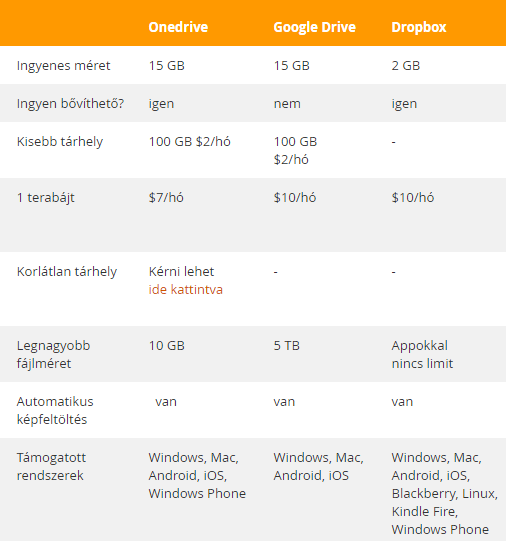 Onedrive Google Drive Dropbox
Ingyenes méret 15 GB 15 GB 2 GB
Ingyen bővíthető? igen nem igen
Kisebb tárhely 100 GB $2/hó 100 GB -
$2/hó
1 terabájt $7/hó $10/hó $10/hó
Korlátlan tárhely Kérni lehet - -
ide kattintva
Legnagyobb 10 GB 5 TB Appokkal
fájlméret nincs limit
Automatikus van van van
képfeltöltés
Támogatott Windows, Mac, Windows, Mac, Windows, Mac,
rendszerek Android, iOS, Android, iOS Android, iOS,
Windows Phone Blackberry, Linux,
Kindle Fire,
Windows Phone